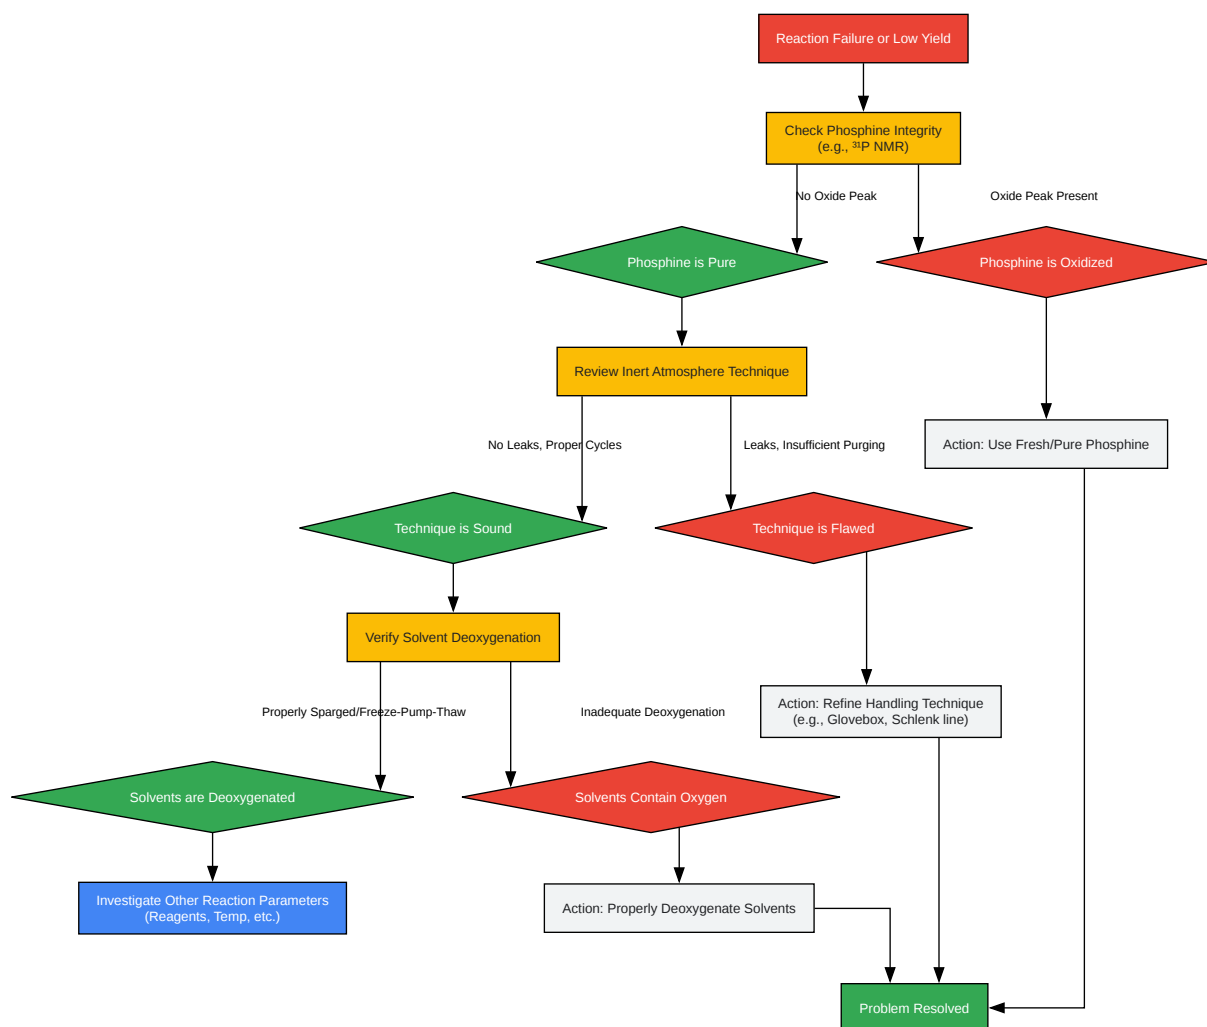 Reaction Failure or Low Yield
Check Phosphine Integrity
(e.g., ³¹P NMR)
No Oxide Peak
Oxide Peak Present
Phosphine is Pure
Phosphine is Oxidized
Review Inert Atmosphere Technique
No Leaks, Proper Cycles
Leaks, Insufficient Purging
Action: Use Fresh/Pure Phosphine
Technique is Sound
Technique is Flawed
Verify Solvent Deoxygenation
Action: Refine Handling Technique
(e.g., Glovebox, Schlenk line)
Properly Sparged/Freeze-Pump-Thaw
Inadequate Deoxygenation
Solvents are Deoxygenated
Solvents Contain Oxygen
Investigate Other Reaction Parameters
(Reagents, Temp, etc.)
Action: Properly Deoxygenate Solvents
Problem Resolved